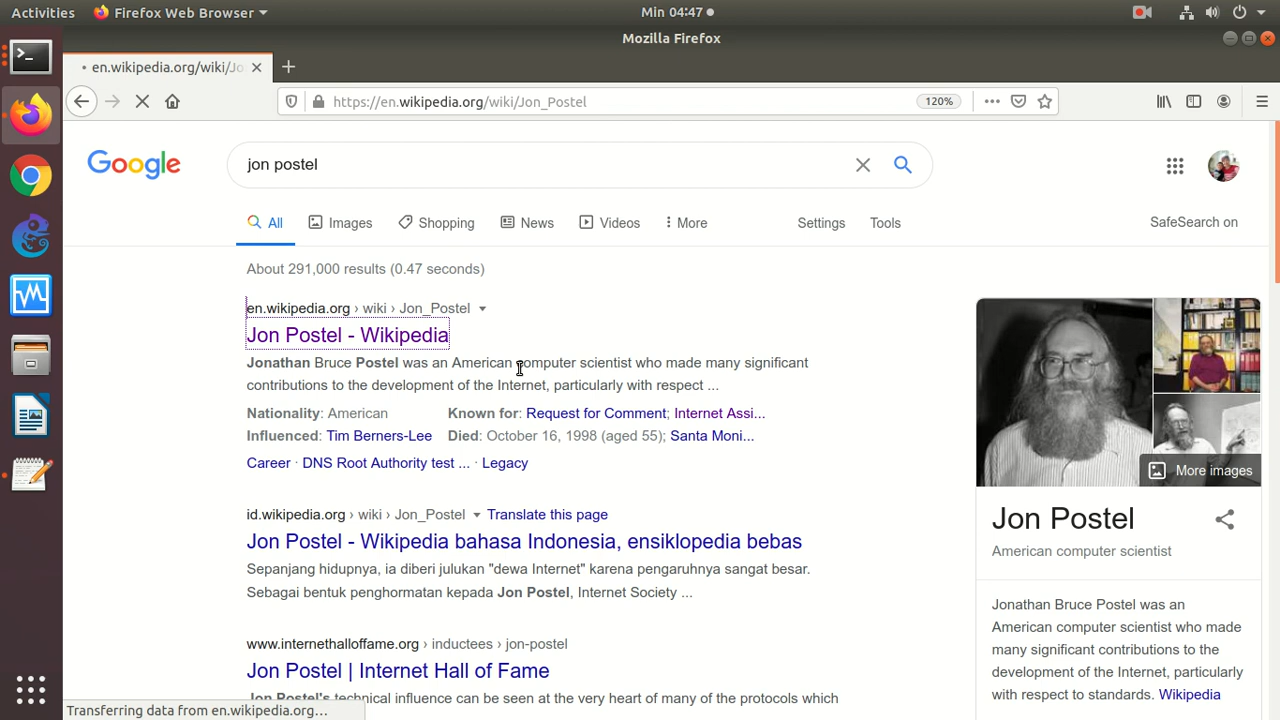 Activities Firefox Web Browser Min 04:47
Mozilla Firefox
en.wikipedia.org/wiki/Jo
https://en.wikipedia.org/wiki/Jon_Postel 120%
Google jon postel
All Images Shopping News Videos More Settings Tools SafeSearch on
About 291,000 results (0.47 seconds)
en.wikipedia.org › wiki › Jon_Postel
Jon Postel - Wikipedia
Jonathan Bruce Postel was an American computer scientist who made many significant
contributions to the development of the Internet, particularly with respect ...
Nationality: American Known for: Request for Comment; Internet Assi...
Influenced: Tim Berners-Lee Died: October 16, 1998 (aged 55); Santa Moni...
Career · DNS Root Authority test ... · Legacy
id.wikipedia.org › wiki › Jon_Postel Translate this page
Jon Postel - Wikipedia bahasa Indonesia, ensiklopedia bebas
Sepanjang hidupnya, ia diberi julukan "dewa Internet" karena pengaruhnya sangat besar.
Sebagai bentuk penghormatan kepada Jon Postel, Internet Society ...
www.internethalloffame.org › inductees › jon-postel
Jon Postel | Internet Hall of Fame
Jon Postel's technical influence can be seen at the very heart of many of the protocols which
More images
Jon Postel
American computer scientist
Jonathan Bruce Postel was an
American computer scientist who made
many significant contributions to the
development of the Internet, particularly
with respect to standards. Wikipedia
Transferring data from en.wikipedia.org…